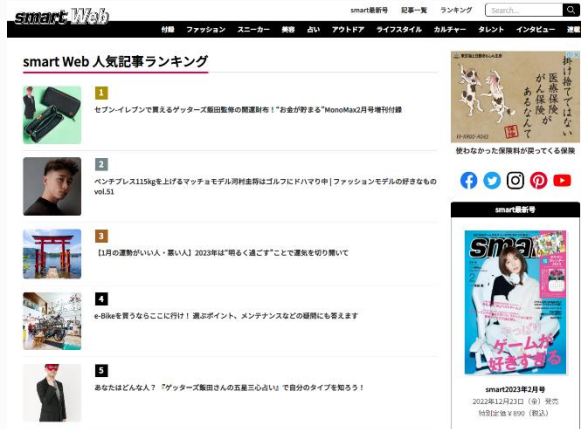 smart Web
smart最新号 記事一覧 ランキング Search...
付録 ファッション スニーカー 美容 占い アウトドア ライフスタイル カルチャー タレント インタビュー 連載
smart Web 人気記事ランキング
1
セブン-イレブンで買えるゲッターズ飯田監修の開運財布！"お金が貯まる"MonoMax2月号増刊付録
2
ベンチプレス115kgを上げるマッチョモデル河村圭時はゴルフにドハマり中 | ファッションモデルの好きなもの
vol.51
3
【1月の運勢がいい人・悪い人】2023年は"明るく過ごす"ことで運気を切り開いて
4
e-Bikeを買うならここに行け！ 選ぶポイント、メンテナンスなどの疑問にも答えます
5
あなたはどんな人？『ゲッターズ飯田さんの五星三心占い』で自分のタイプを知ろう！
掛け捨てではない
医療保険
がん保険が
あるなんて
使わなかった保険料が戻ってくる保険
smart最新号
smart
やっぱり
ゲームが
好きすぎる
smart2023年2月号
2022年12月23日（金）発売
特別定価￥890（税込）